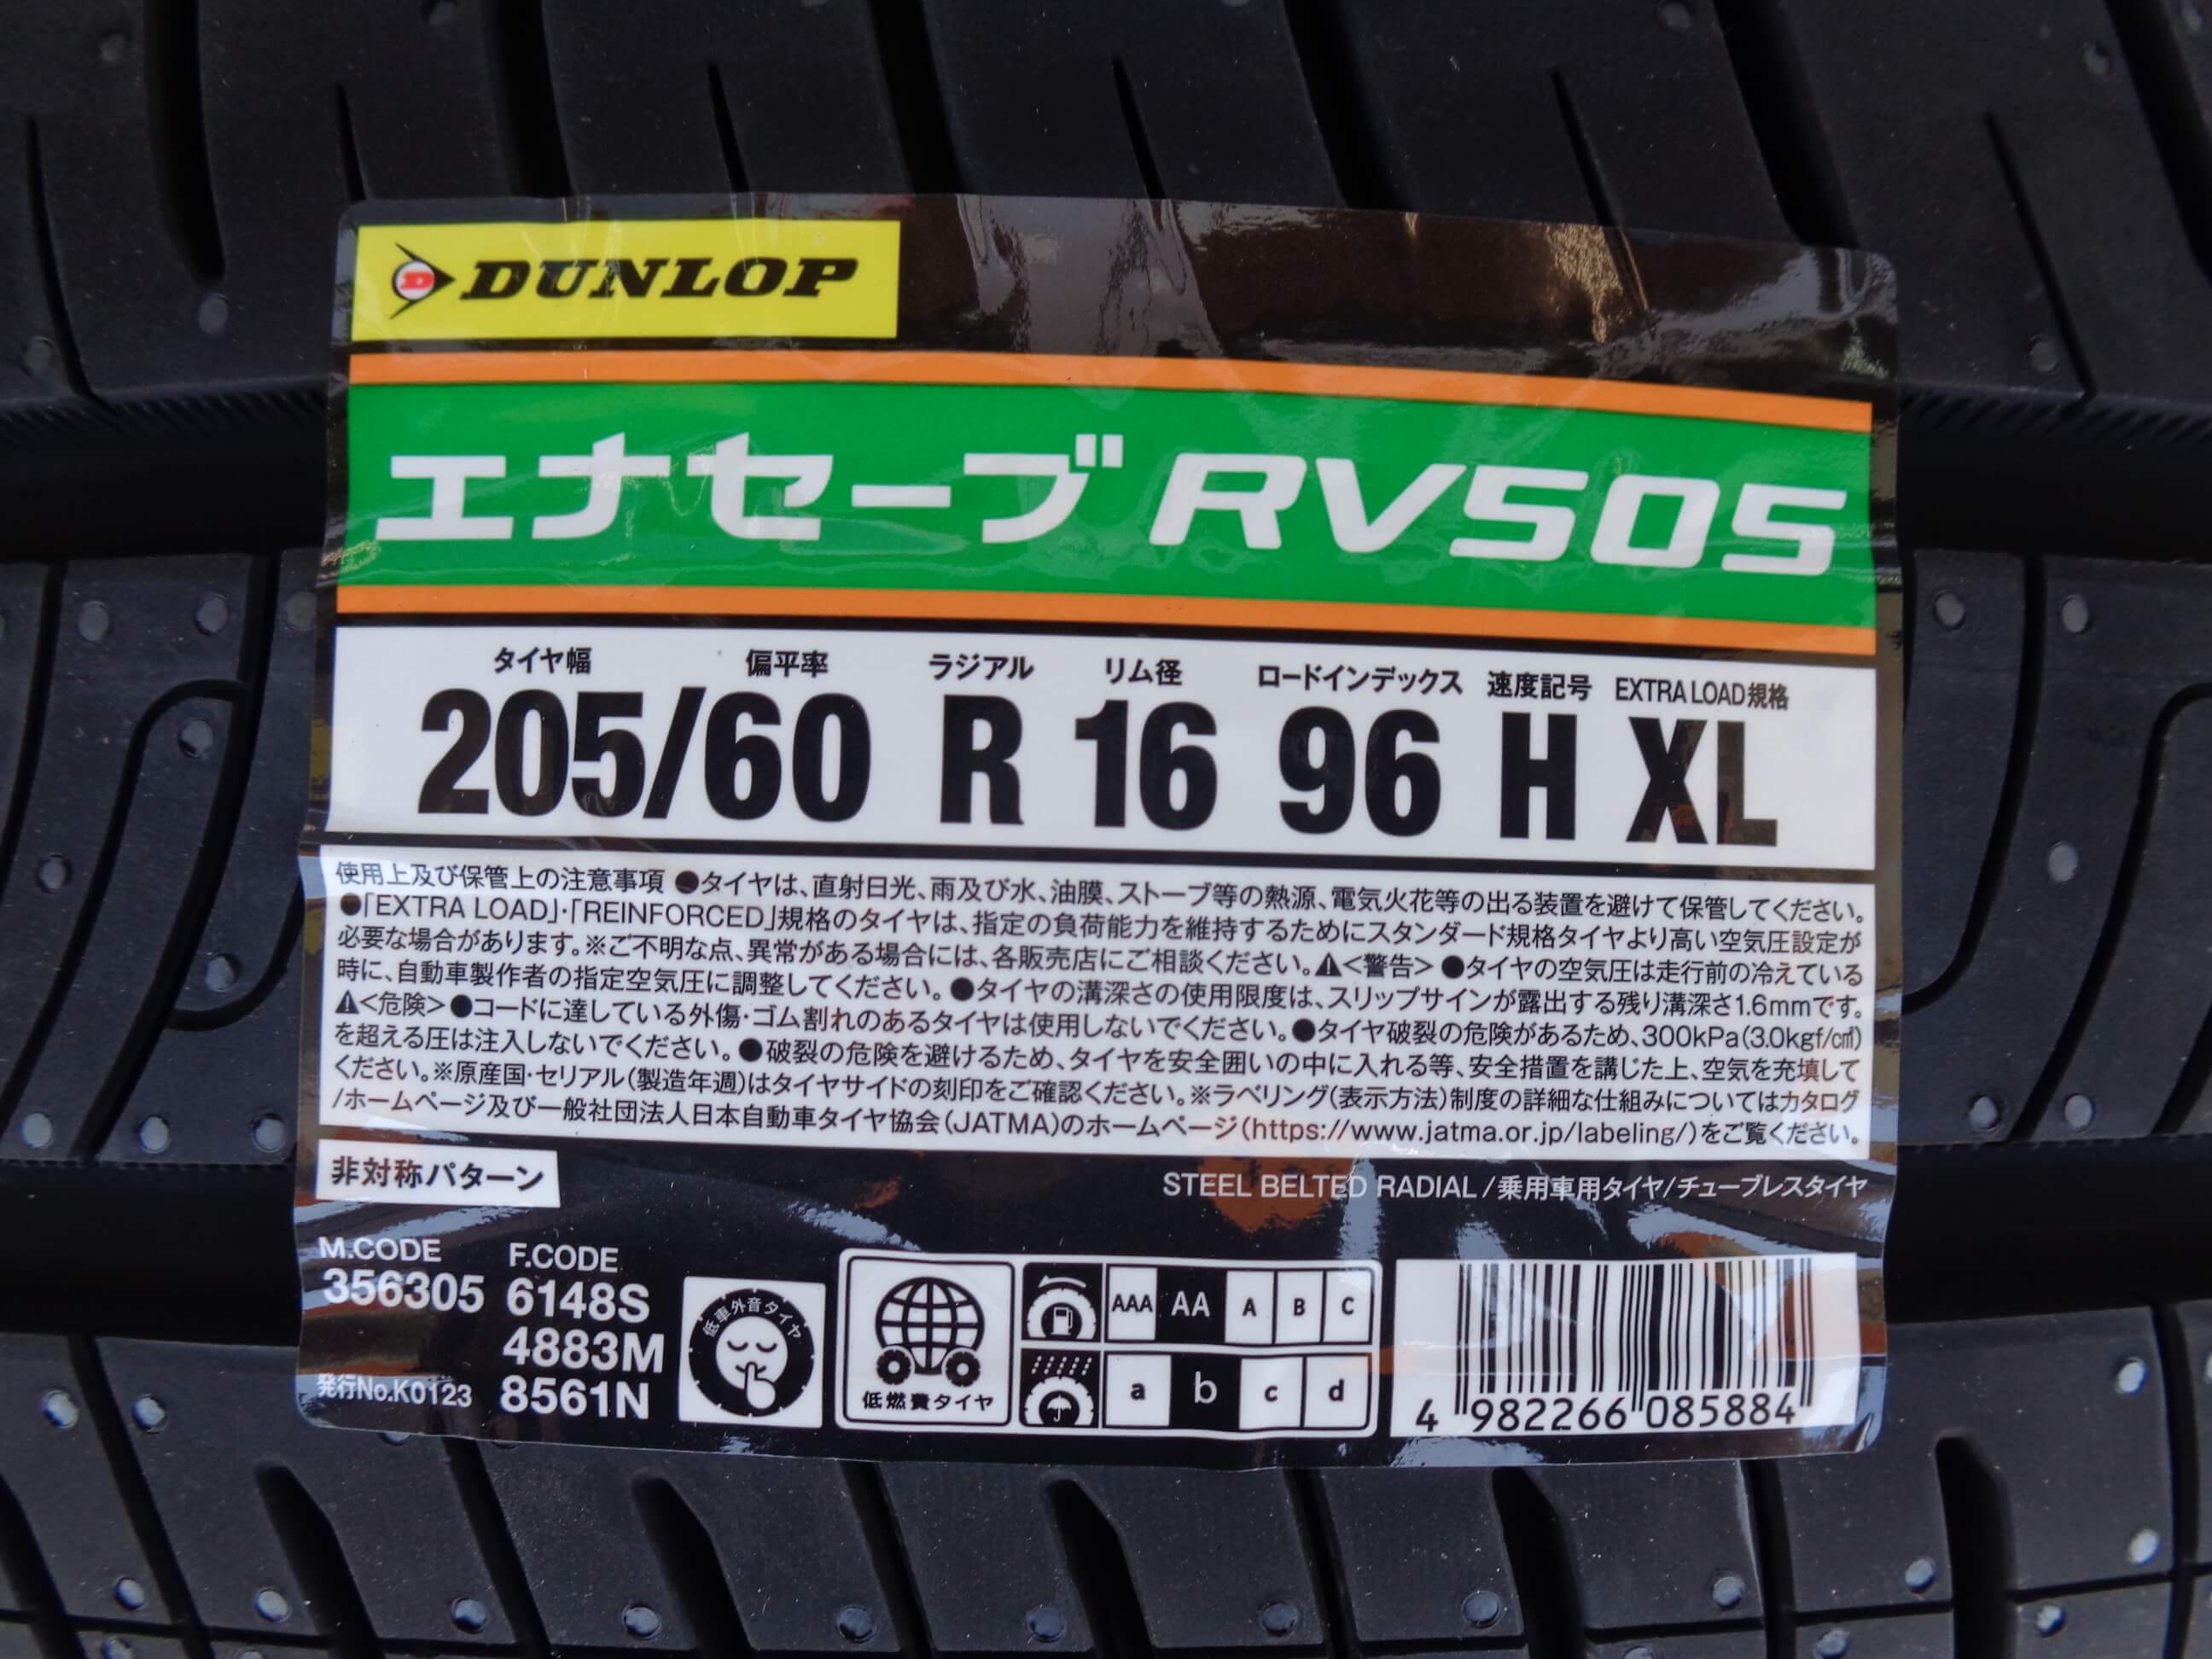 DUNLOP
エナセーブ RV505
タイヤ幅 偏平率 ラジアル リム径 ロードインデックス 速度記号 EXTRA LOAD規格
205/60 R 16 96 H XL
使用上及び保管上の注意事項 ●タイヤは、直射日光、雨及び水、油膜、ストーブ等の熱源、電気火花等の出る装置を避けて保管してください。
●「EXTRA LOAD」・「REINFORCED」規格のタイヤは、指定の負荷能力を維持するためにスタンダード規格タイヤより高い空気圧設定が
必要な場合があります。※ご不明な点、異常がある場合には、各販売店にご相談ください。⚠<警告> ●タイヤの空気圧は走行前の冷えている
時に、自動車製作者の指定空気圧に調整してください。●タイヤの溝深さの使用限度は、スリップサインが露出する残り溝深さ1.6mmです。
⚠<危険>●コードに達している外傷・ゴム割れのあるタイヤは使用しないでください。●タイヤ破裂の危険があるため、300kPa(3.0kgf/c㎡)
を超える圧は注入しないでください。●破裂の危険を避けるため、タイヤを安全囲いの中に入れる等、安全措置を講じた上、空気を充填して
ください。※原産国・セリアル(製造年週)はタイヤサイドの刻印をご確認ください。※ラベリング(表示方法)制度の詳細な仕組みについてはカタログ
/ホームページ及び一般社団法人日本自動車タイヤ協会(JATMA)のホームページ(https://www.jatma.or.jp/labeling/)をご覧ください。
非対称パターン
STEEL BELTED RADIAL/乗用車用タイヤ/チューブレスタイヤ
M.CODE F.CODE
356305 6148S
4883M
発行No.K0123 8561N
低車外音タイヤ
低燃費タイヤ
AAA AA A B C
a b c d
4 982266 085884